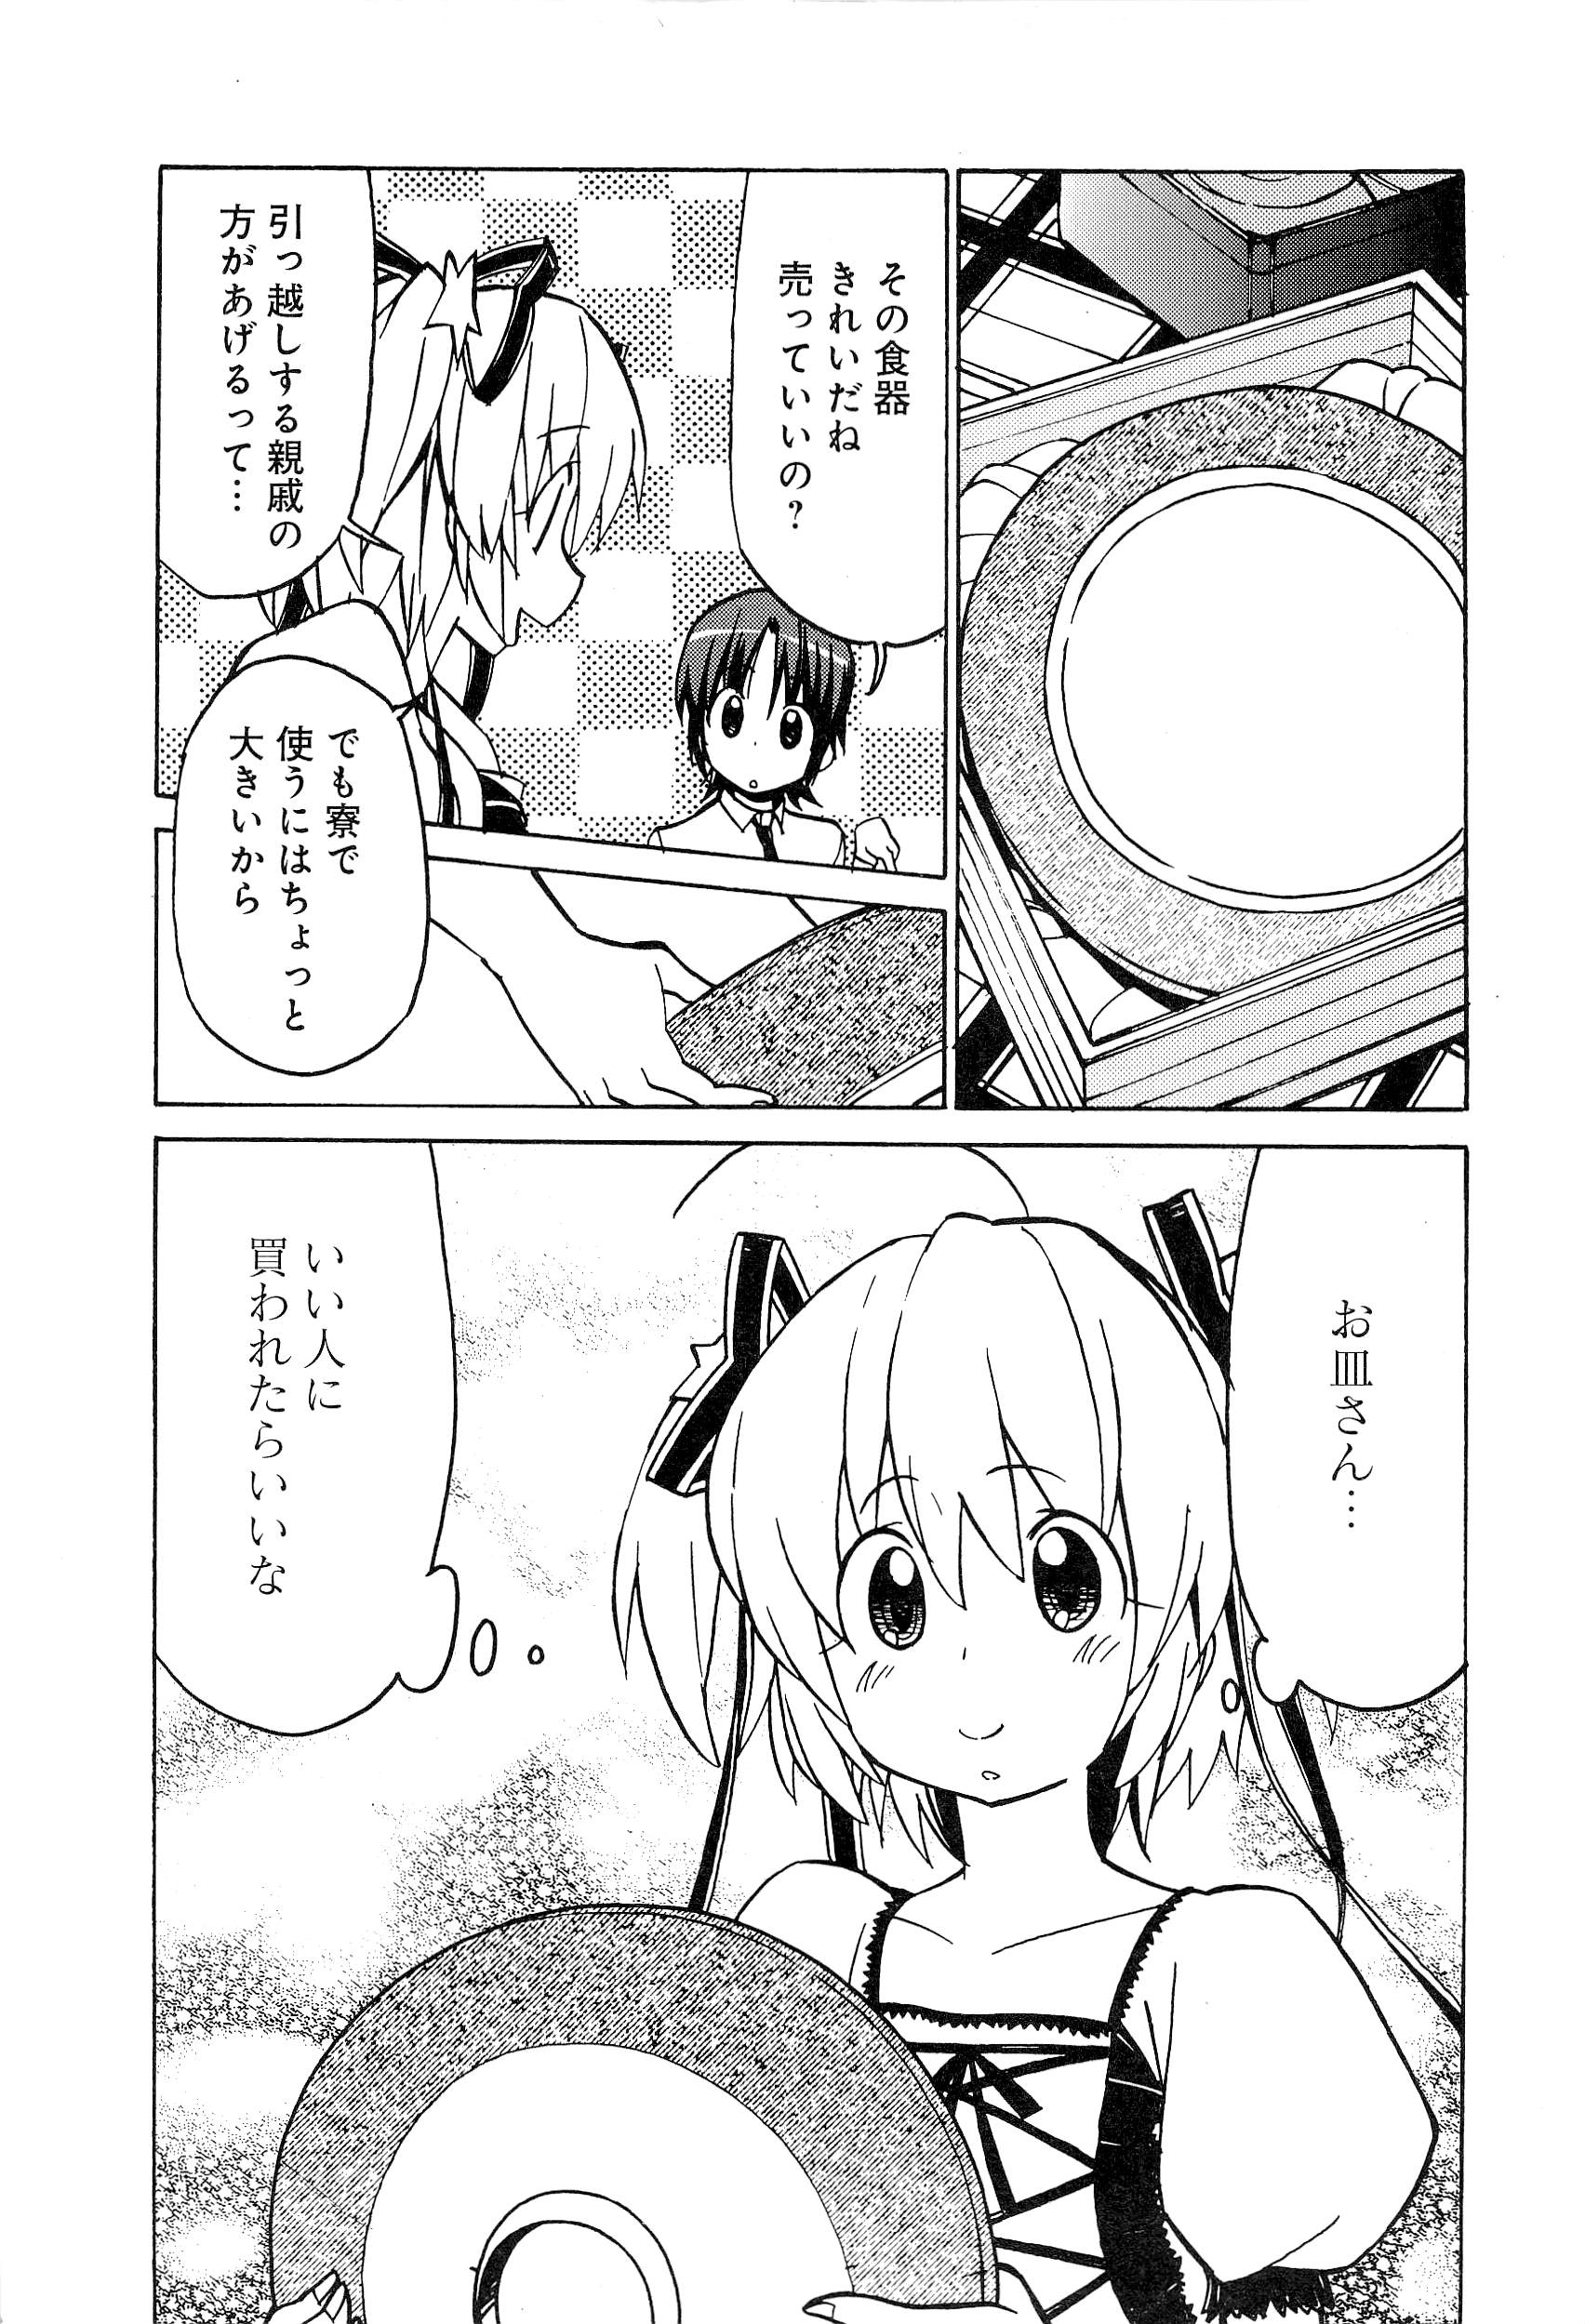 その食器
きれいだね
売っていいの?
引っ越しする親戚の
方があげるって…
でも寮で
使うにはちょっと
大きいから
お皿さん…
いい人に
買われたらいいな